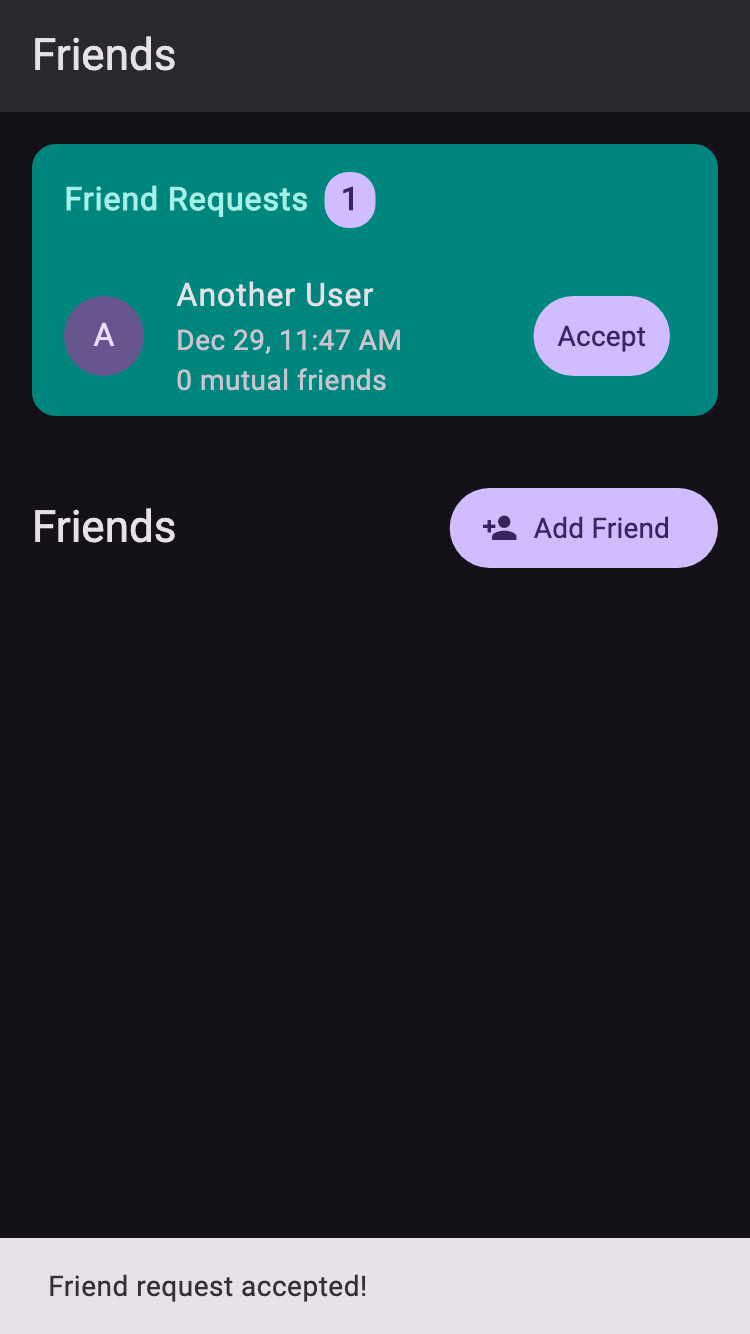 Friends
Friend Requests 1
A
Another User
Dec 29, 11:47 AM
0 mutual friends
Accept
Friends
Add Friend
Friend request accepted!